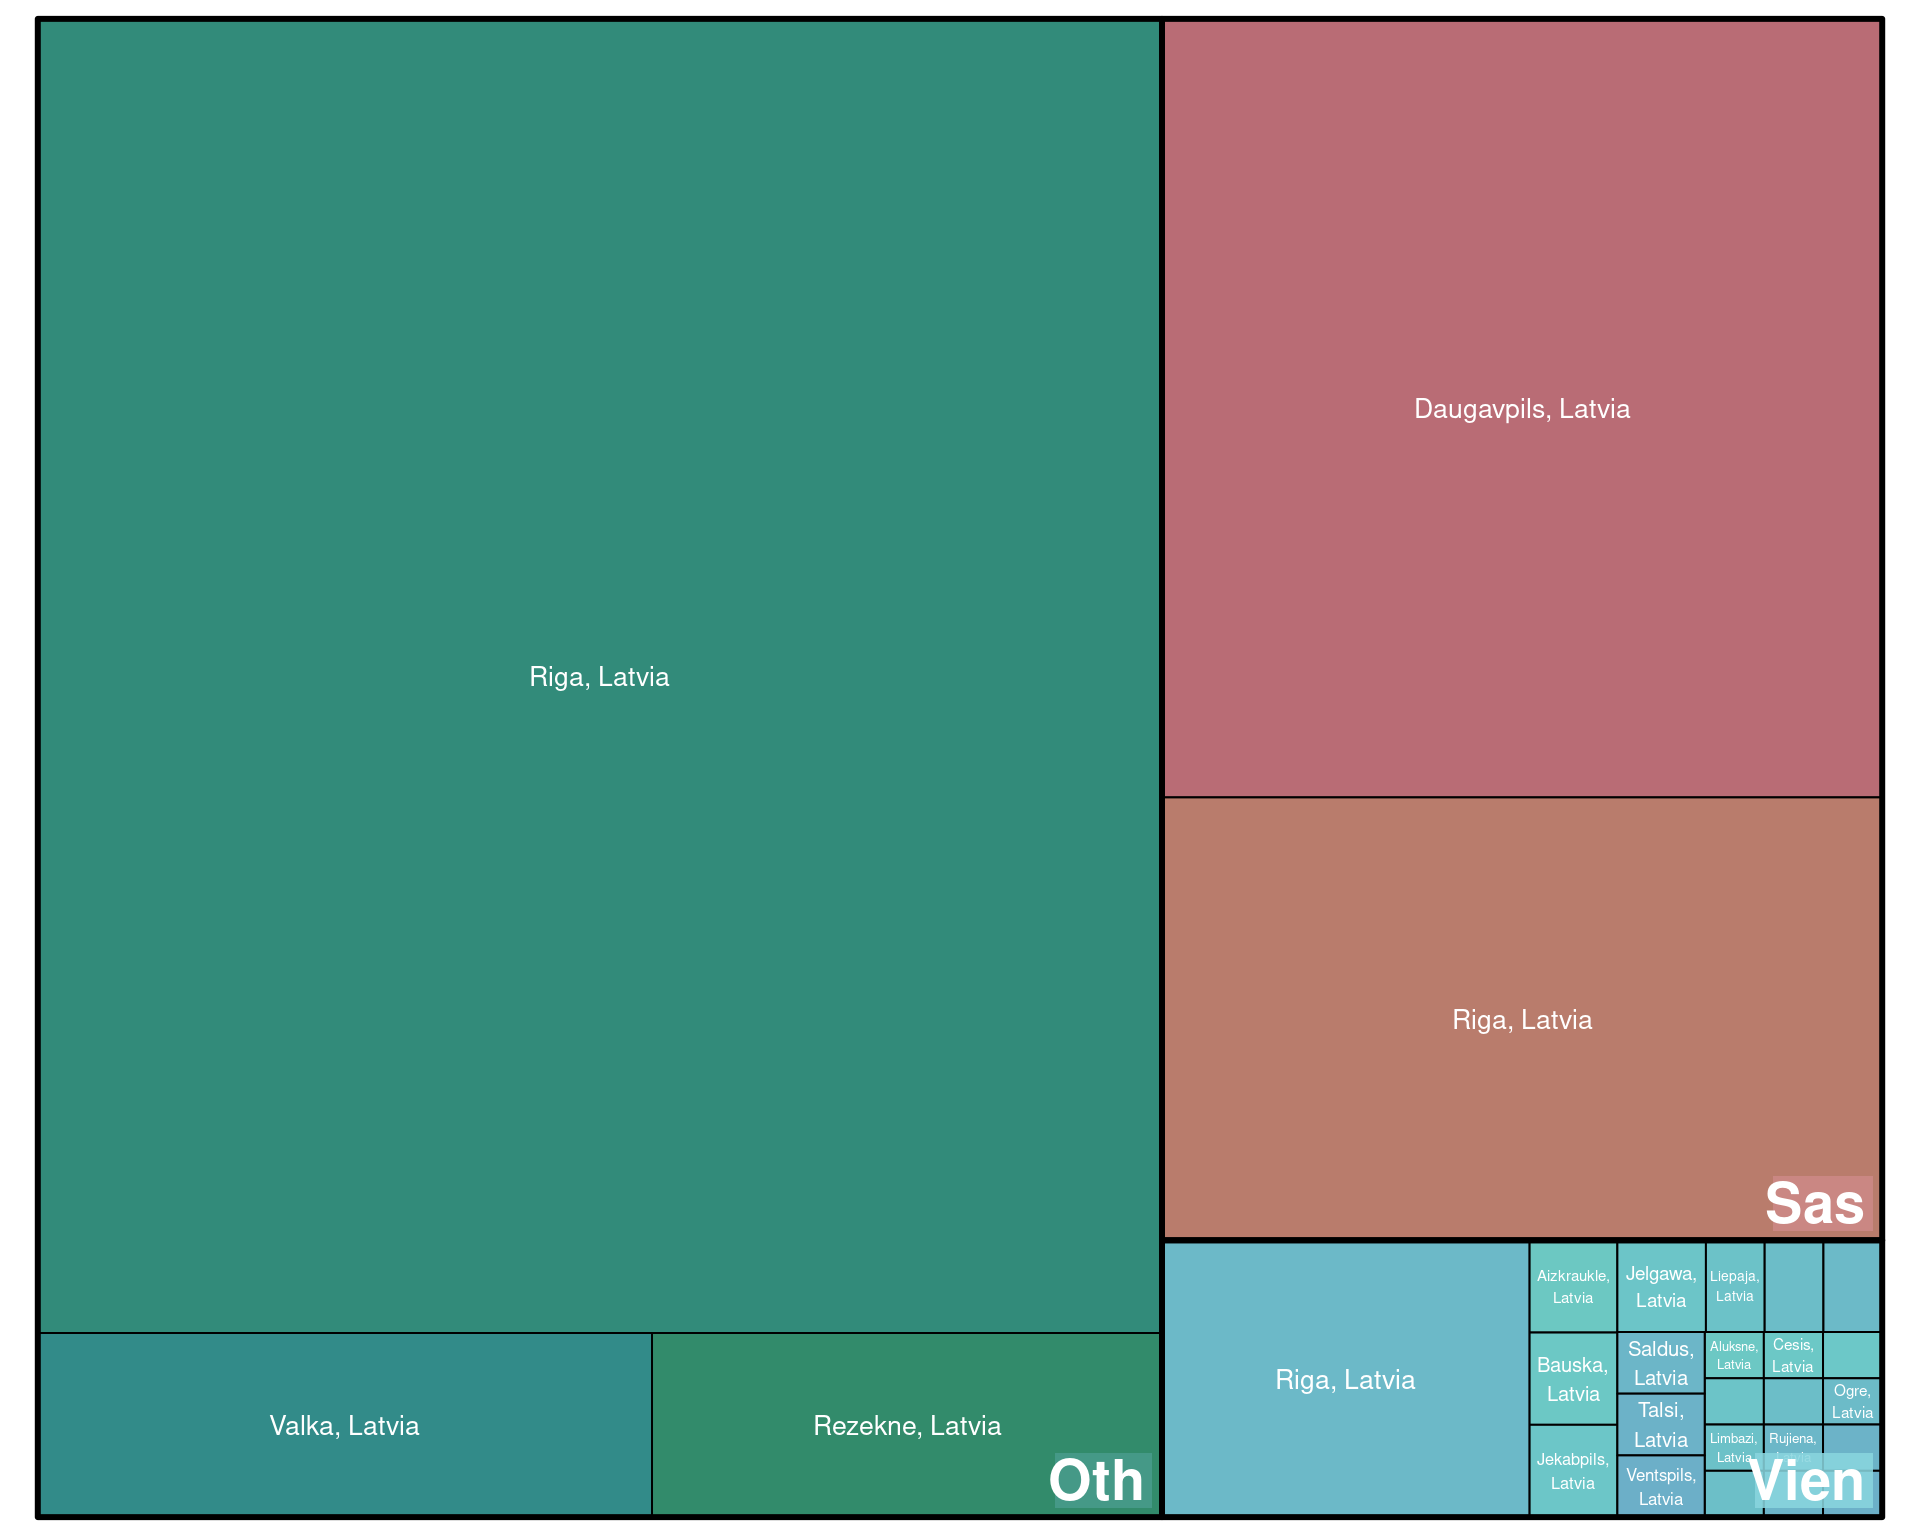 Riga, Latvia
Valka, Latvia
Rezekne, Latvia
Oth
Daugavpils, Latvia
Riga, Latvia
Sas
Riga, Latvia
Aizkraukle,
Latvia
Bauska,
Latvia
Jekabpils,
Latvia
Jelgawa,
Latvia
Saldus,
Latvia
Talsi,
Latvia
Ventspils,
Latvia
Liepaja,
Latvia
Aluksne,
Latvia
Cesis,
Latvia
Ogre,
Latvia
Limbazi,
Latvia
Rujiena,
Vien